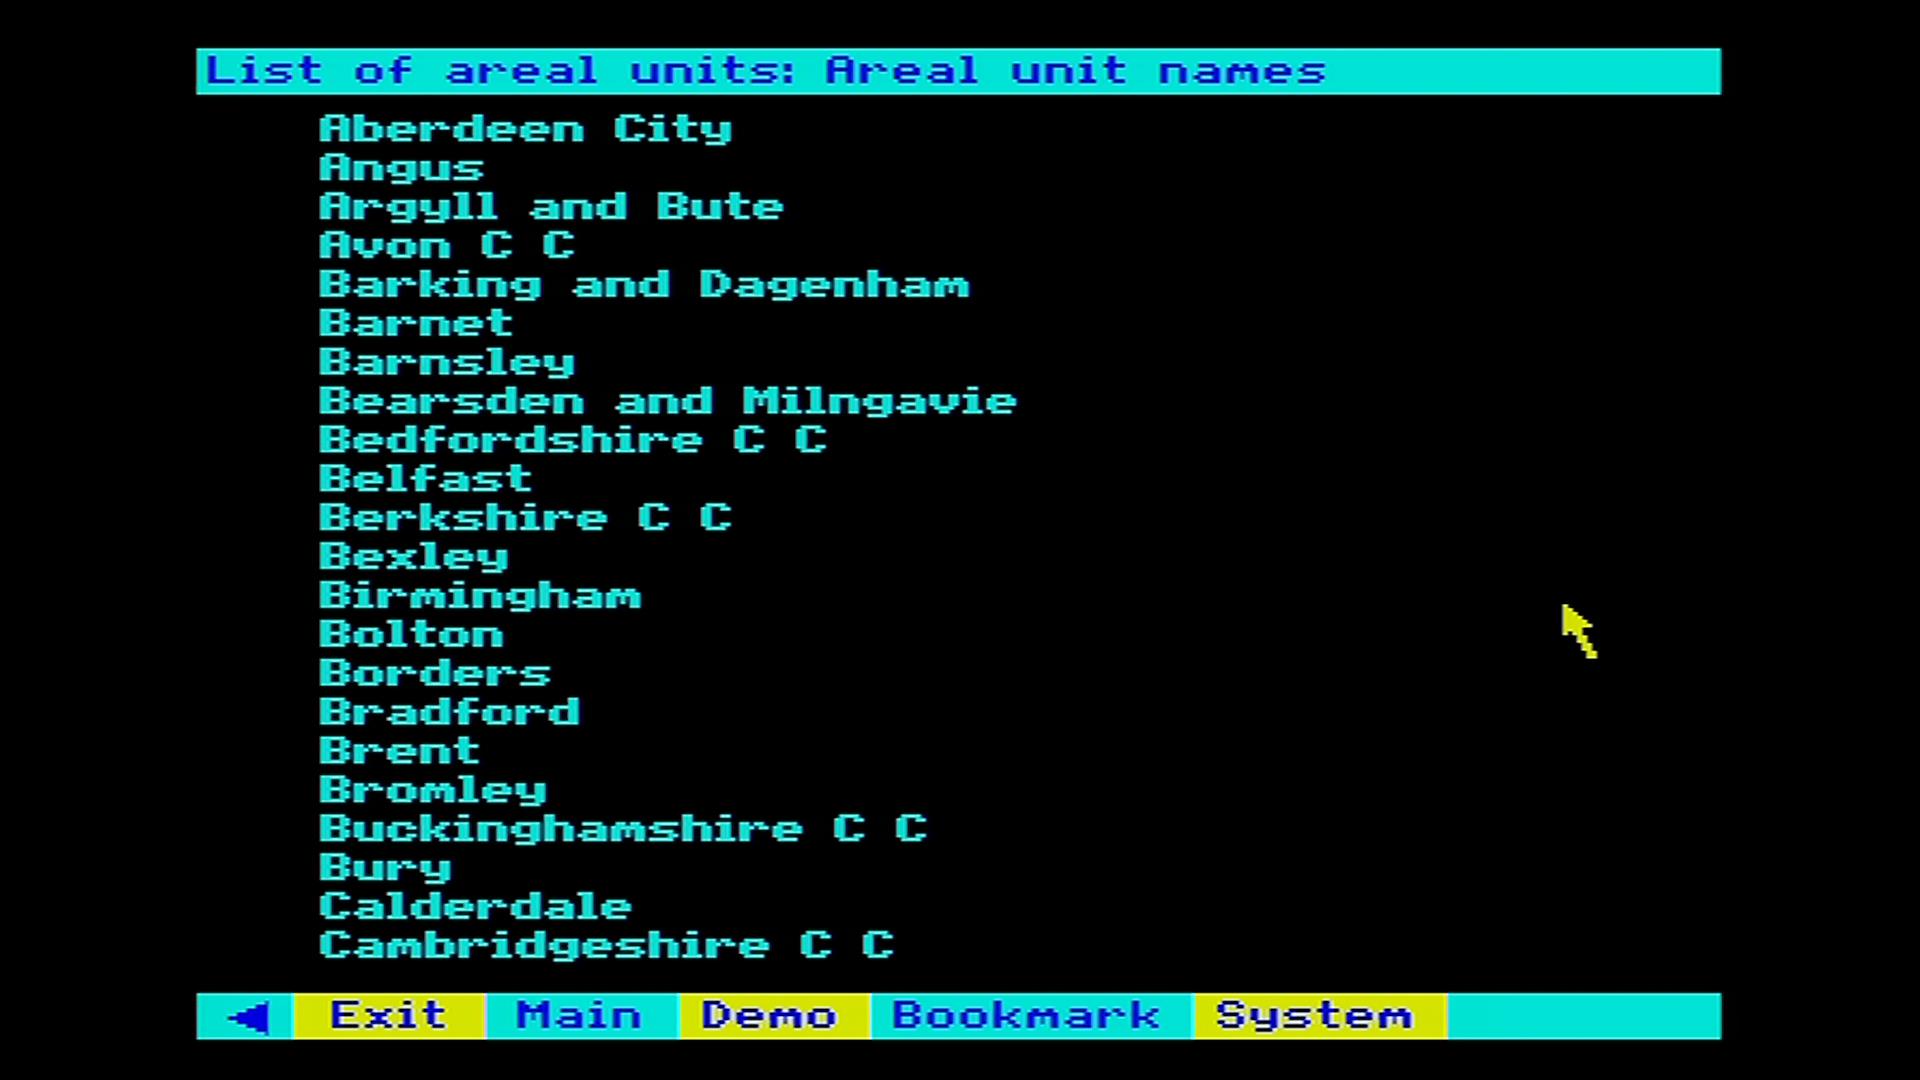 List of areal units: Areal unit names
Aberdeen City
Angus
Argyll and Bute
Avon C C
Barking and Dagenham
Barnet
Barnsley
Bearsden and Milngavie
Bedfordshire C C
Belfast
Berkshire C C
Bexley
Birmingham
Bolton
Borders
Bradford
Brent
Bromley
Buckinghamshire C C
Bury
Calderdale
Cambridgeshire C C
Exit Main Demo Bookmark System